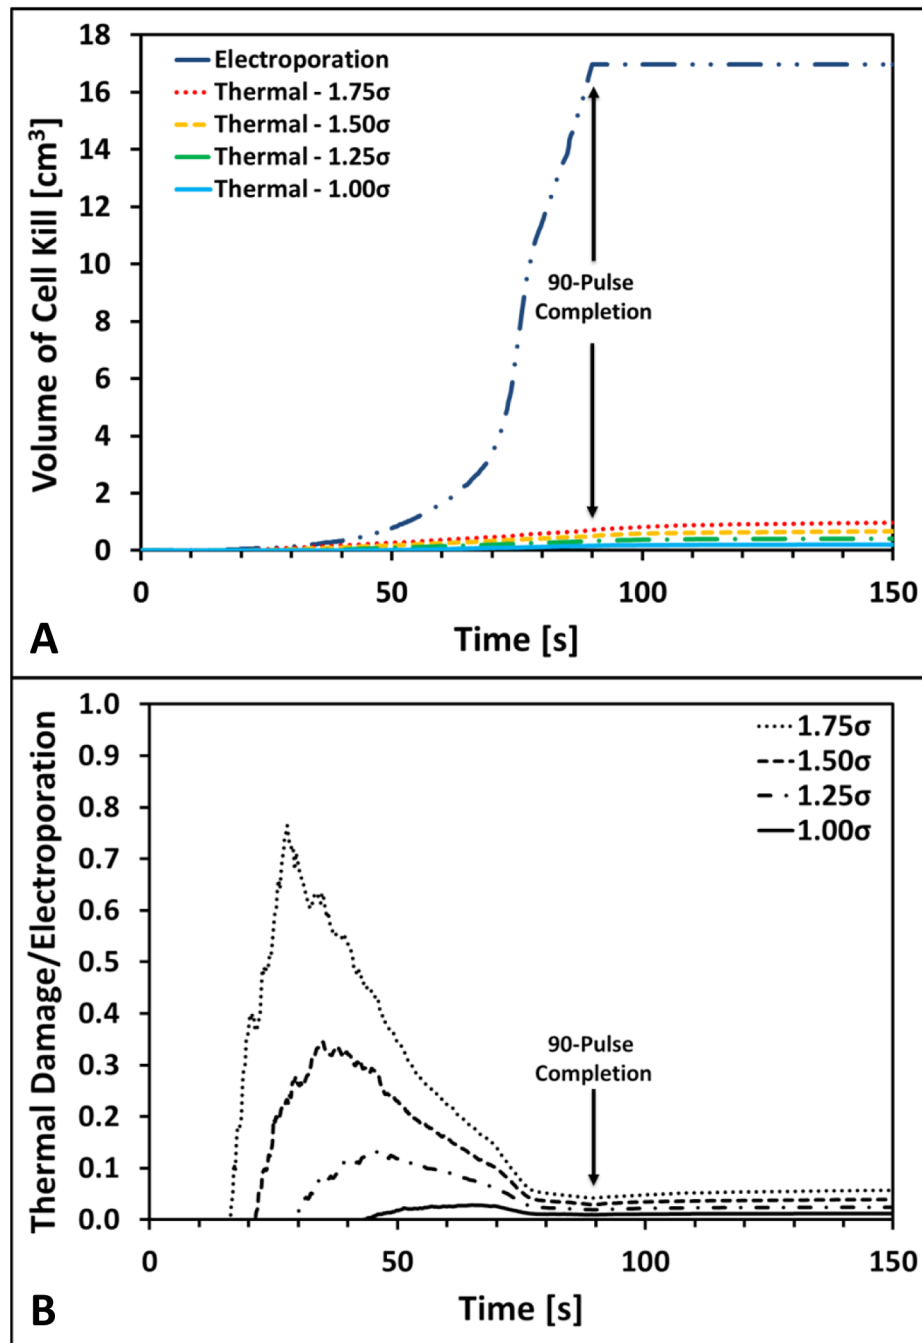 18
16
14
12
10
8
6
4
2
0
Volume of Cell Kill [cm³]
Electroporation
Thermal - 1.75σ
Thermal - 1.50σ
Thermal - 1.25σ
Thermal - 1.00σ
90-Pulse
Completion
0 50 100 150
Time [s]
A
1.0
0.9
0.8
0.7
0.6
0.5
0.4
0.3
0.2
0.1
0.0
Thermal Damage/Electroporation
1.75σ
1.50σ
1.25σ
1.00σ
90-Pulse
Completion
0 50 100 150
Time [s]
B